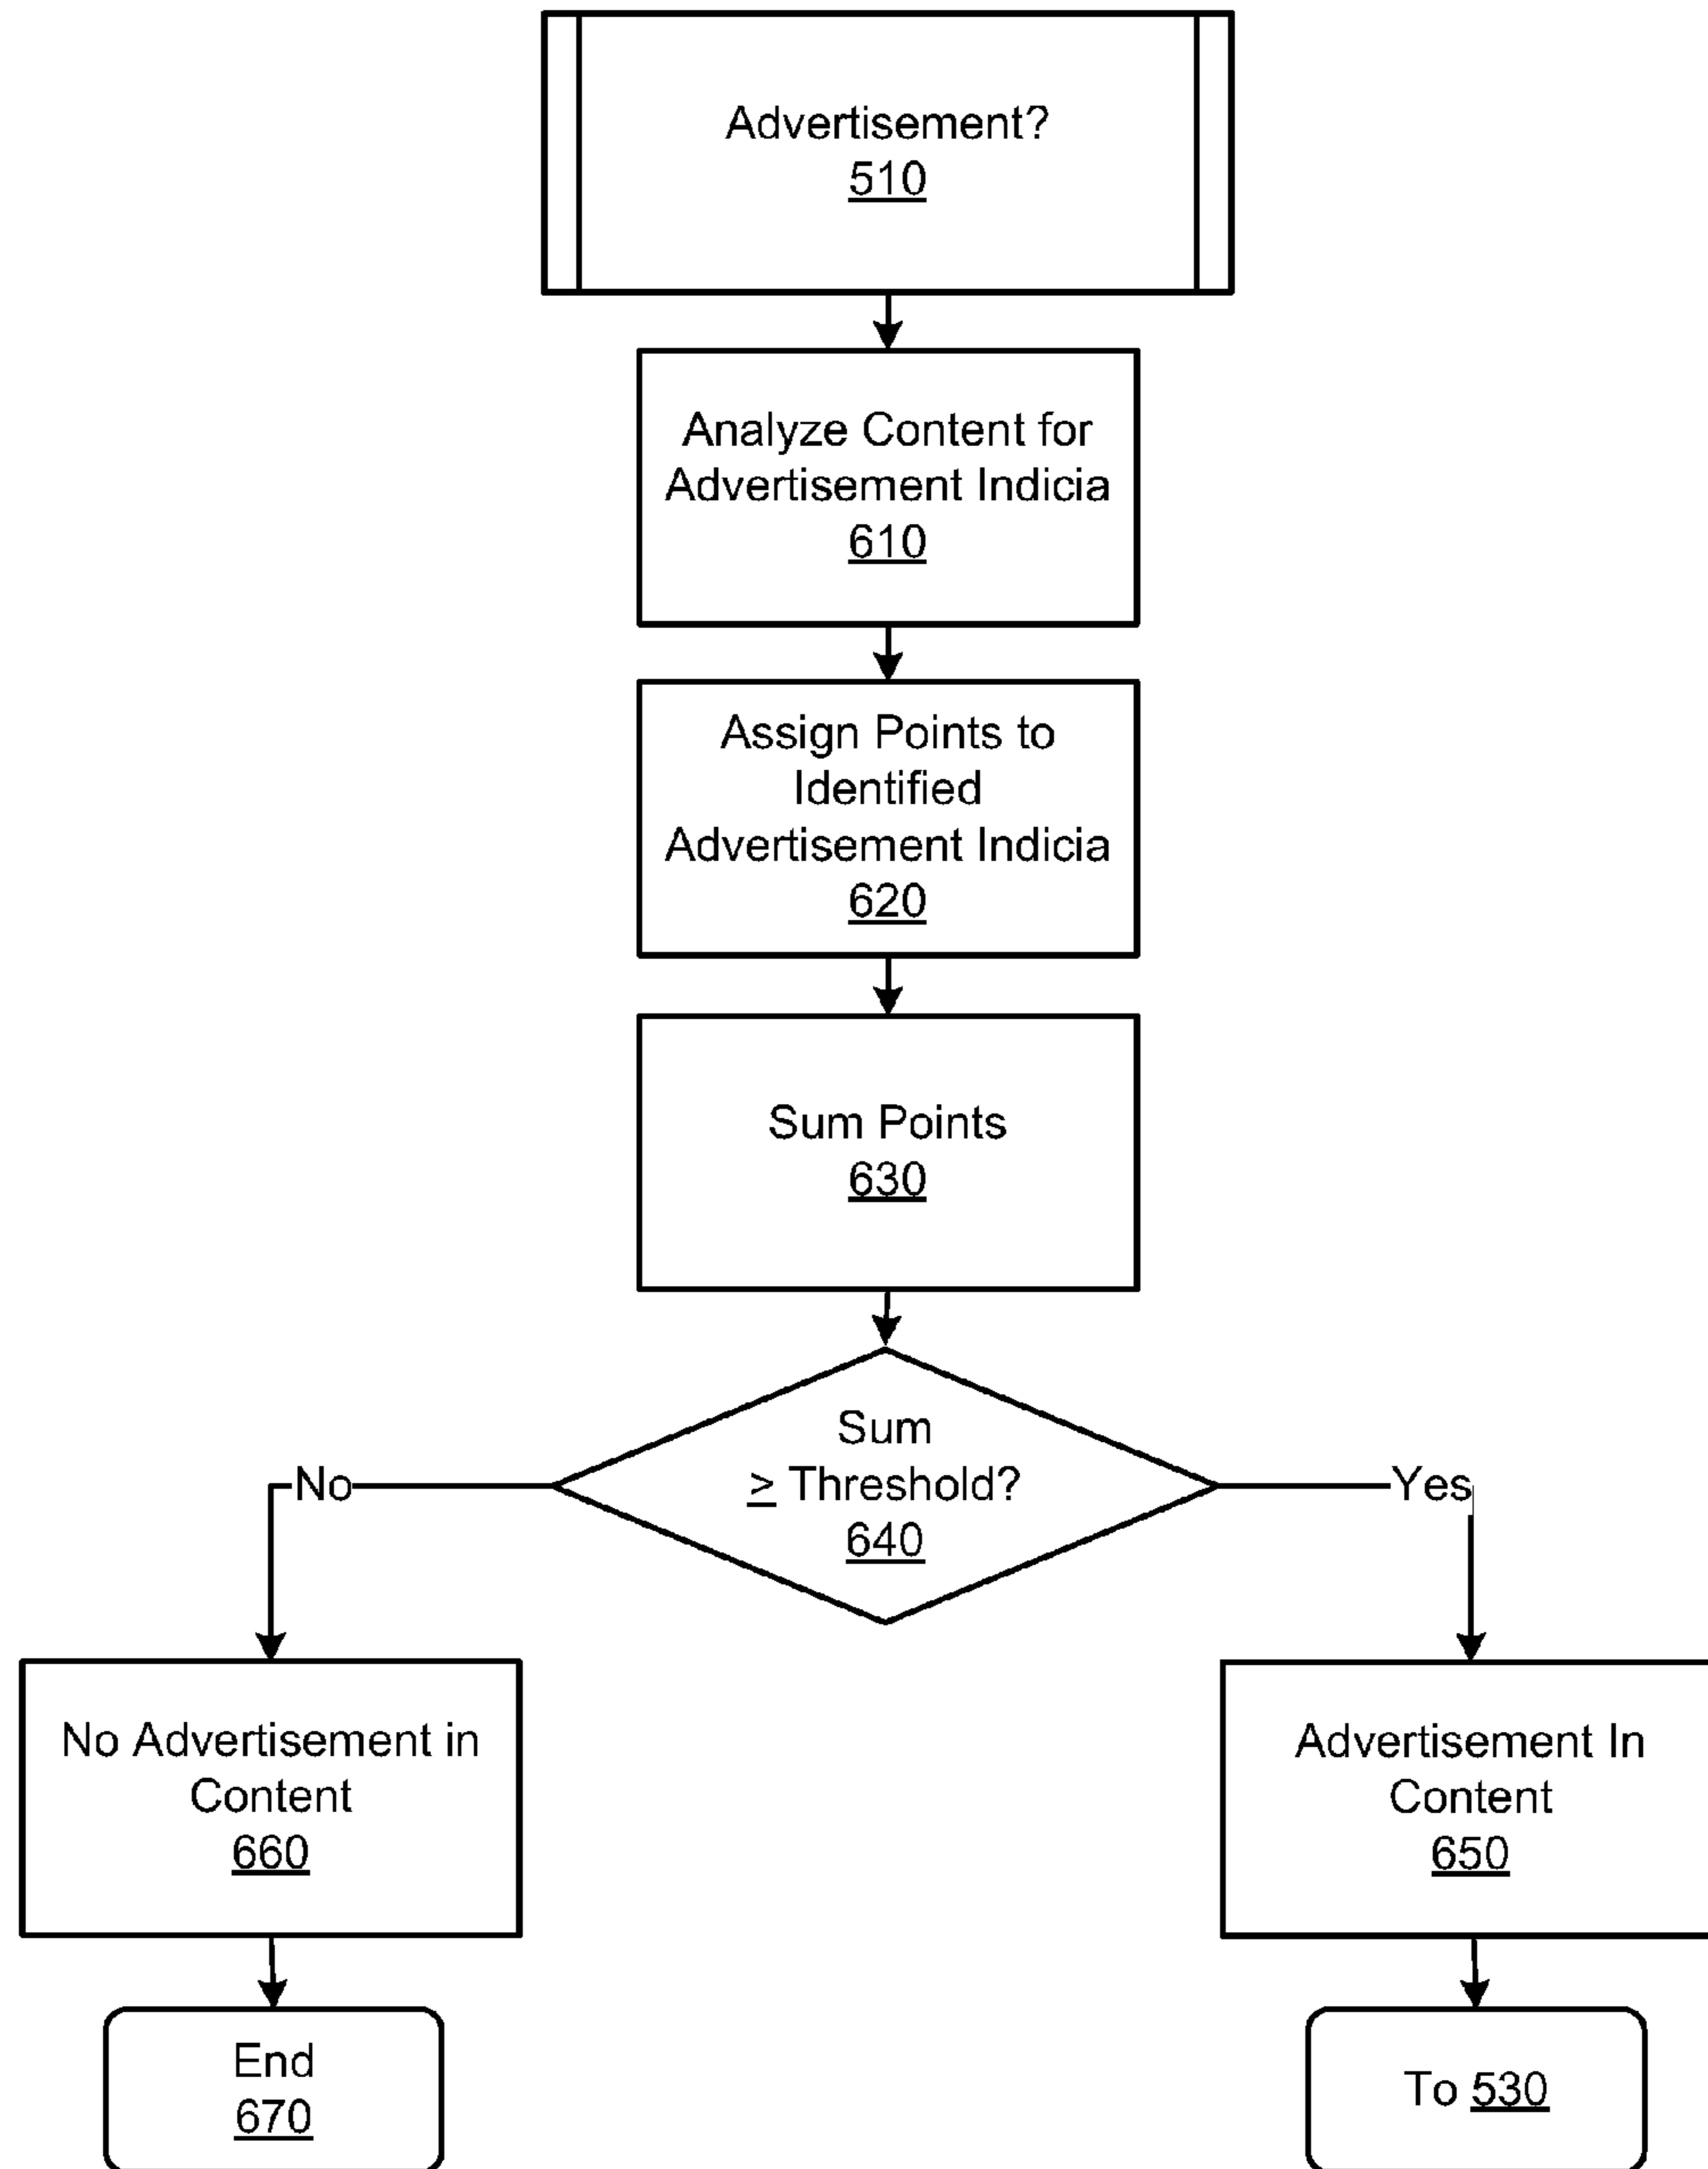 Advertisement?
510
Analyze Content for
Advertisement Indicia
610
Assign Points to
Identified
Advertisement Indicia
620
Sum Points
630
Sum
≥ Threshold?
640
No
Yes
No Advertisement in
Content
660
Advertisement In
Content
650
End
670
To 530